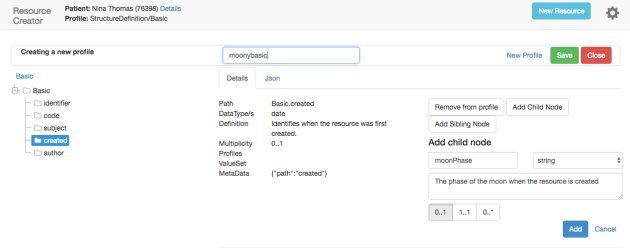 Resource Creator
Patient: Nina Thomas (76398) Details
Profile: StructureDefinition/Basic
New Resource
Creating a new profile
moonybasic
New Profile
Save
Close
Basic
Basic
identifier
code
subject
created
author
Details
Json
Path Basic.created
DataType/s date
Definition Identifies when the resource was first
created.
Multiplicity 0..1
Profiles
ValueSet
MetaData {"path":"created"}
Remove from profile
Add Child Node
Add Sibling Node
Add child node
moonPhase
string
The phase of the moon when the resource is created
0..1
1..1
0..*
Add
Cancel